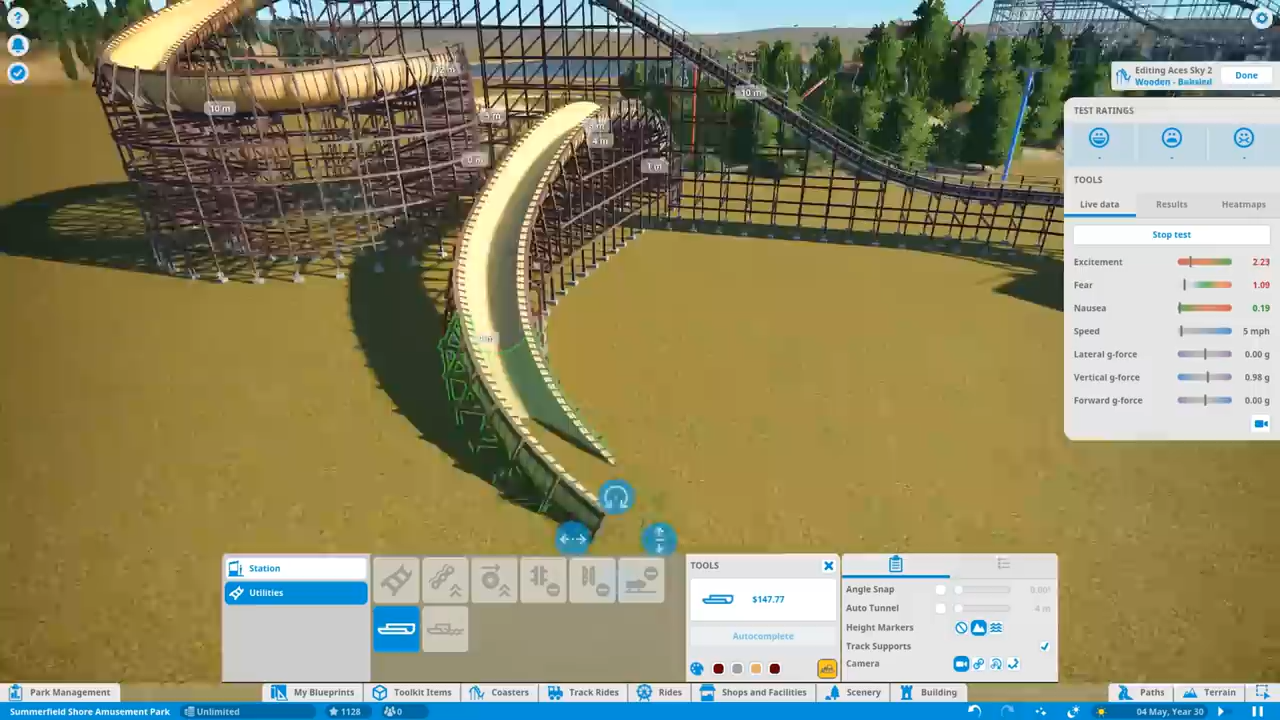 ?
Editing Aces Sky 2
Wooden - Bobsled
Done
10 m
10 m
5 m
4 m
0 m
1 m
TEST RATINGS
-
-
-
TOOLS
Live data
Results
Heatmaps
Stop test
Excitement
2.23
Fear
1.09
Nausea
0.19
Speed
5 mph
Lateral g-force
0.00 g
Vertical g-force
0.98 g
Forward g-force
0.00 g
Station
Utilities
TOOLS
$147.77
Autocomplete
Angle Snap
0.00°
Auto Tunnel
4 m
Height Markers
Track Supports
Camera
Park Management
My Blueprints
Toolkit Items
Coasters
Track Rides
Rides
Shops and Facilities
Scenery
Building
Paths
Terrain
Summerfield Shore Amusement Park
Unlimited
1128
0
04 May, Year 30